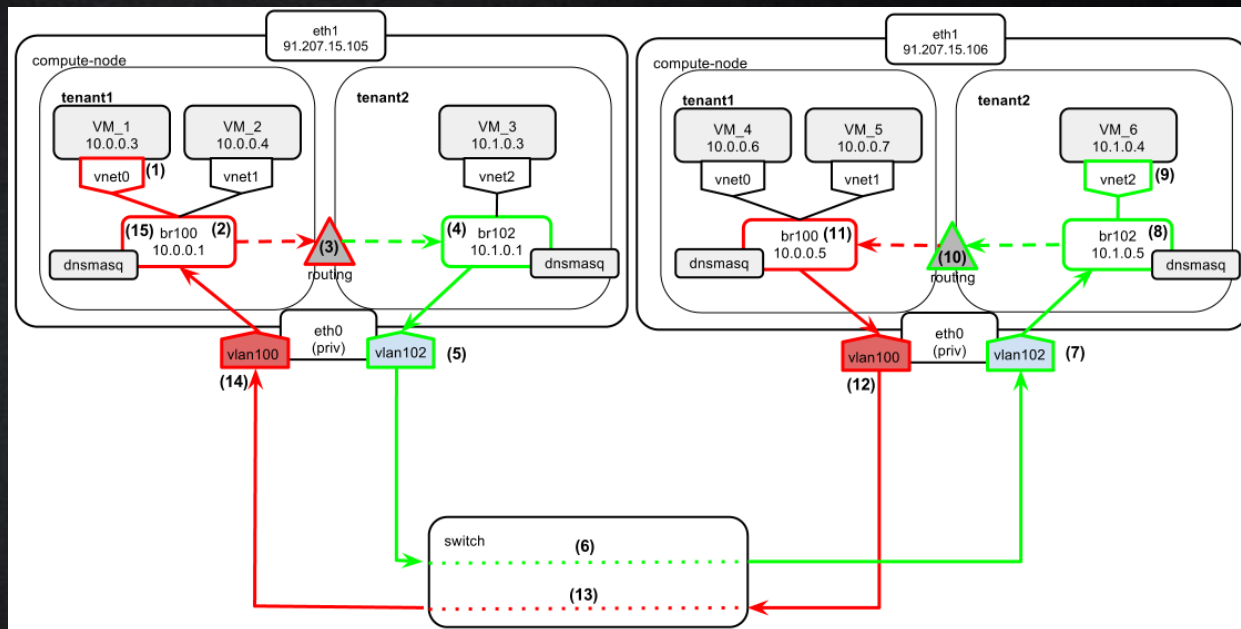 eth1
91.207.15.105
compute-node
tenant1
VM_1
10.0.0.3
VM_2
10.0.0.4
tenant2
VM_3
10.1.0.3
vnet0
(1)
vnet1
vnet2
(15)
(2)
br100
10.0.0.1
dnsmasq
(3)
routing
(4)
br102
10.1.0.1
dnsmasq
vlan100
(14)
eth0
(priv)
vlan102
(5)
eth1
91.207.15.106
compute-node
tenant1
VM_4
10.0.0.6
VM_5
10.0.0.7
tenant2
VM_6
10.1.0.4
vnet0
vnet1
vnet2
(9)
br100
(11)
10.0.0.5
dnsmasq
(10)
routing
(8)
br102
10.1.0.5
dnsmasq
vlan100
(12)
eth0
(priv)
vlan102
(7)
switch
(6)
(13)